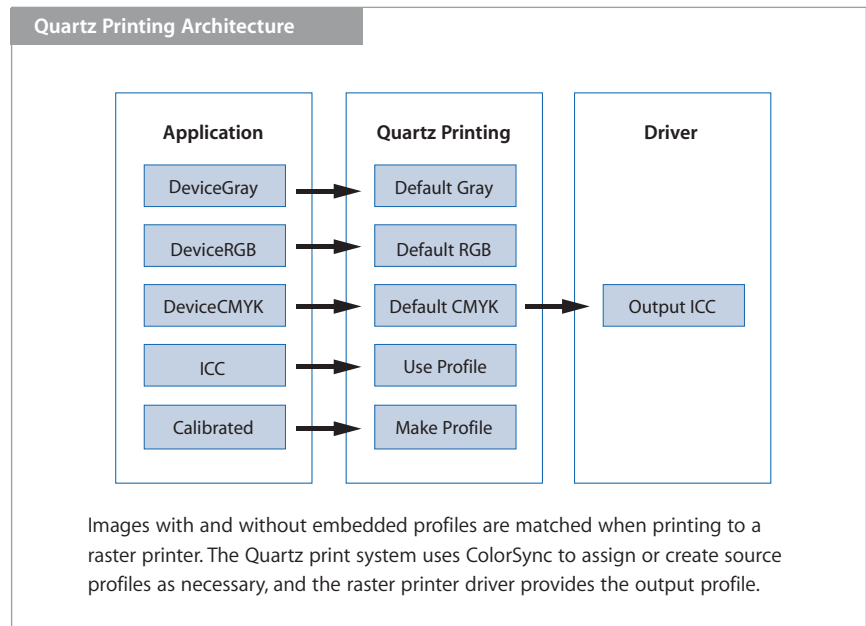 Quartz Printing Architecture
Application
Quartz Printing
Driver
DeviceGray
Default Gray
DeviceRGB
Default RGB
DeviceCMYK
Default CMYK
Output ICC
ICC
Use Profile
Calibrated
Make Profile
Images with and without embedded profiles are matched when printing to a
raster printer. The Quartz print system uses ColorSync to assign or create source
profiles as necessary, and the raster printer driver provides the output profile.